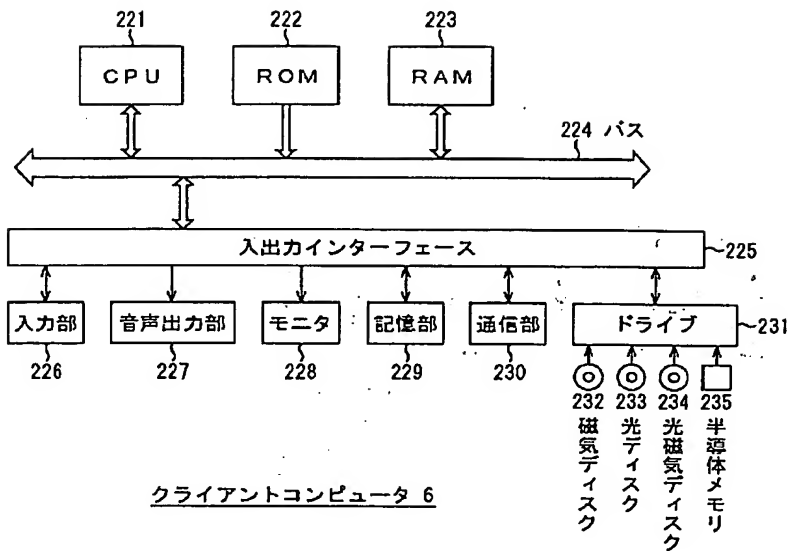 221
222
223
CPU
ROM
RAM
224 バス
入出力インターフェース
225
入力部
音声出力部
モニタ
記憶部
通信部
ドライブ
231
226
227
228
229
230
232
233
234
235
磁気ディスク
光ディスク
光磁気ディスク
半導体メモリ
クライアントコンピュータ 6